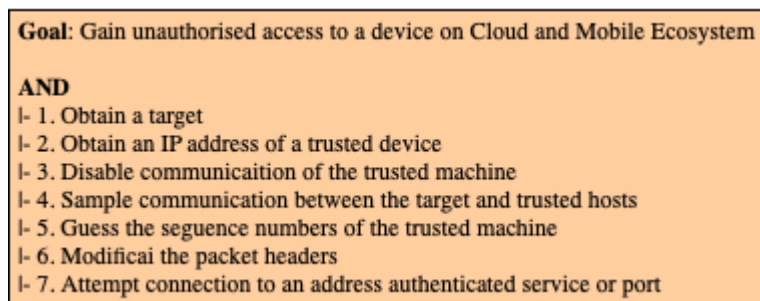 Goal: Gain unauthorised access to a device on Cloud and Mobile Ecosystem
AND
|- 1. Obtain a target
|- 2. Obtain an IP address of a trusted device
|- 3. Disable communicaition of the trusted machine
|- 4. Sample communication between the target and trusted hosts
|- 5. Guess the seguence numbers of the trusted machine
|- 6. Modificai the packet headers
|- 7. Attempt connection to an address authenticated service or port